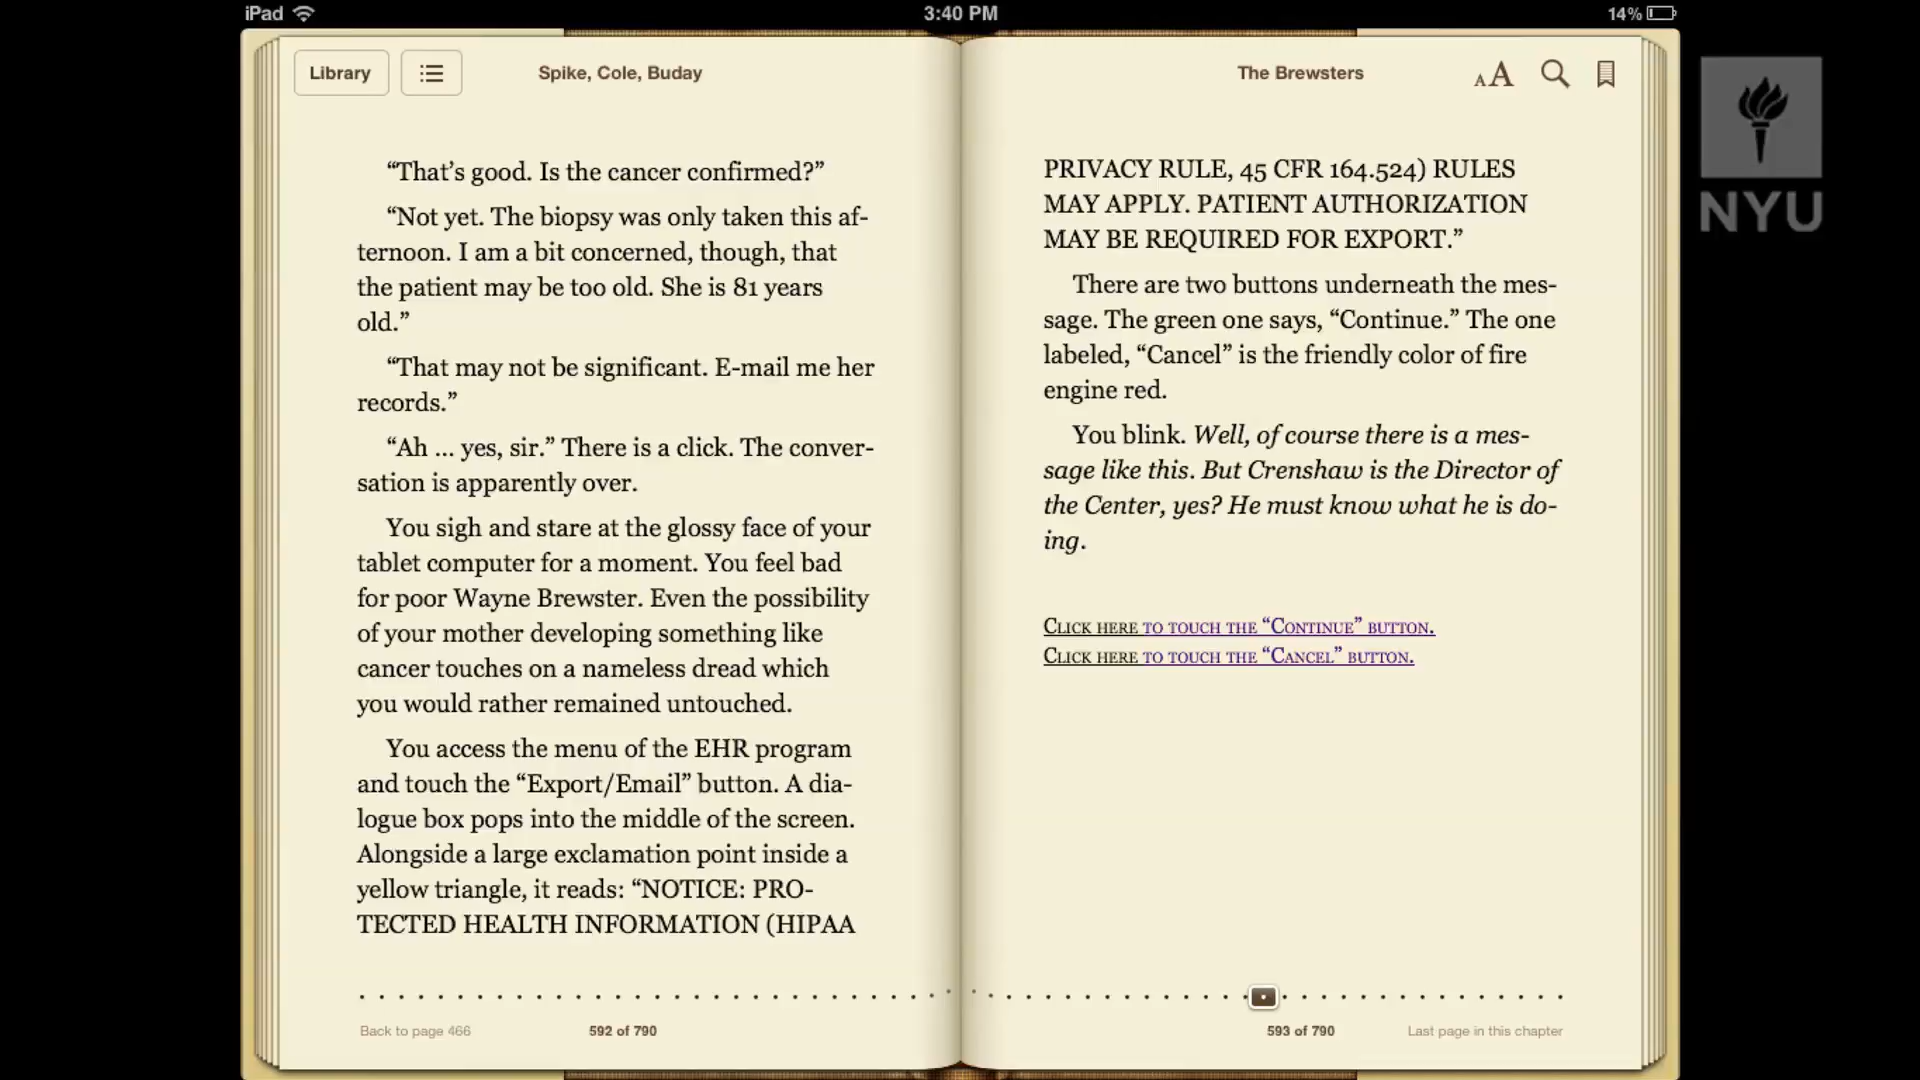 iPad
3:40 PM
14%
Library
Spike, Cole, Buday
The Brewsters
AA
NYU
“That’s good. Is the cancer confirmed?”
“Not yet. The biopsy was only taken this af-
ternoon. I am a bit concerned, though, that
the patient may be too old. She is 81 years
old.”
“That may not be significant. E-mail me her
records.”
“Ah ... yes, sir.” There is a click. The conver-
sation is apparently over.
You sigh and stare at the glossy face of your
tablet computer for a moment. You feel bad
for poor Wayne Brewster. Even the possibility
of your mother developing something like
cancer touches on a nameless dread which
you would rather remained untouched.
You access the menu of the EHR program
and touch the “Export/Email” button. A dia-
logue box pops into the middle of the screen.
Alongside a large exclamation point inside a
yellow triangle, it reads: “NOTICE: PRO-
TECTED HEALTH INFORMATION (HIPAA
PRIVACY RULE, 45 CFR 164.524) RULES
MAY APPLY. PATIENT AUTHORIZATION
MAY BE REQUIRED FOR EXPORT.”
There are two buttons underneath the mes-
sage. The green one says, “Continue.” The one
labeled, “Cancel” is the friendly color of fire
engine red.
You blink. Well, of course there is a mes-
sage like this. But Crenshaw is the Director of
the Center, yes? He must know what he is do-
ing.
Click here to touch the “Continue” button.
Click here to touch the “Cancel” button.
Back to page 466
592 of 790
593 of 790
Last page in this chapter